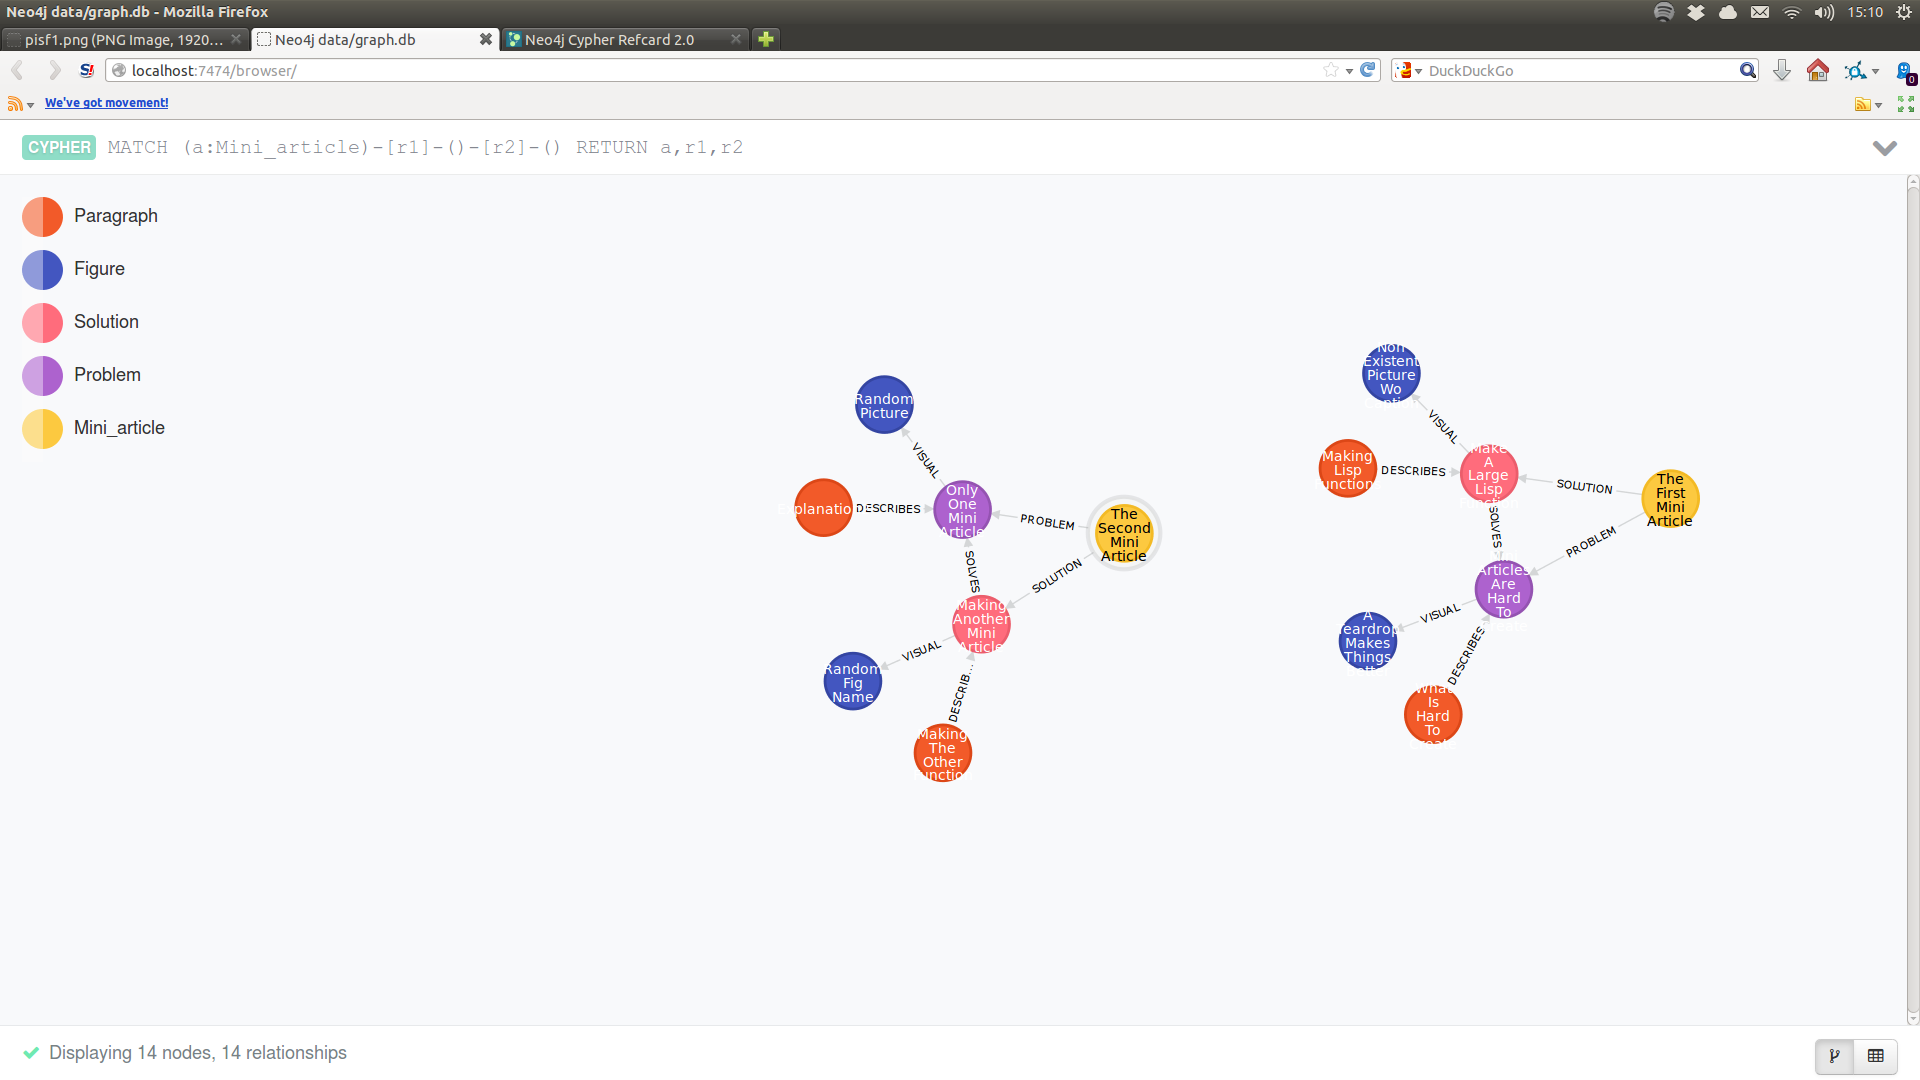 Neo4j data/graph.db - Mozilla Firefox
15:10
pisf1.png (PNG Image, 1920...
Neo4j data/graph.db
Neo4j Cypher Refcard 2.0
localhost:7474/browser/
DuckDuckGo
0
We've got movement!
CYPHER MATCH (a:Mini_article)-[r1]-()-[r2]-() RETURN a,r1,r2
Paragraph
Figure
Solution
Problem
Mini_article
Random
Picture
VISUAL
DESCRIBES
Only
One
Mini
Article
PROBLEM
The
Second
Mini
Article
SOLVES
SOLUTION
Making
Another
Mini
Article
VISUAL
Random
Fig
Name
DESCRIB...
Making
The
Other
Non
Existent
Picture
Wo
VISUAL
Making
Lisp
DESCRIBES
Make
A
Large
Lisp
SOLUTION
The
First
Mini
Article
SOLVES
PROBLEM
Articles
Are
Hard
To
VISUAL
A
Makes
Things
DESCRIBES
What
Is
Hard
To
Displaying 14 nodes, 14 relationships